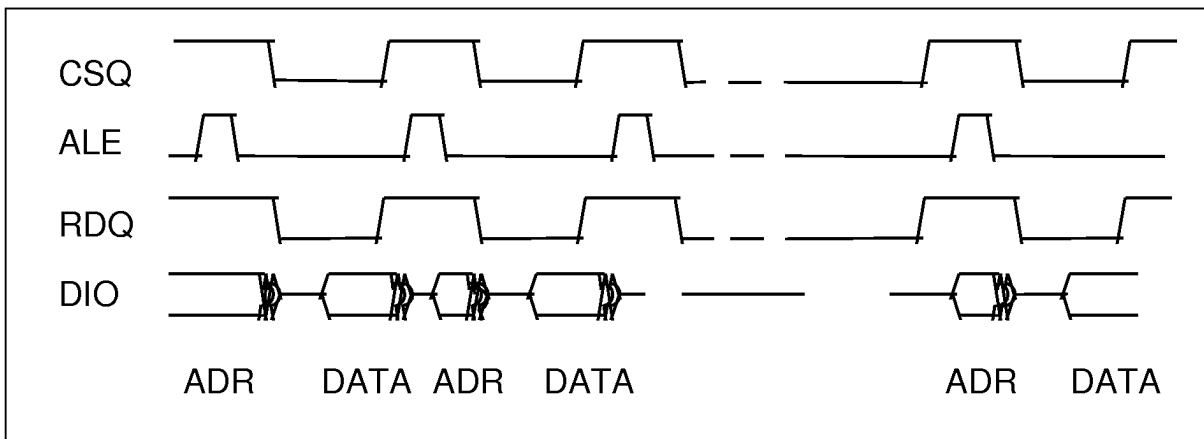 CSQ
ALE
RDQ
DIO
ADR DATA ADR DATA ADR DATA